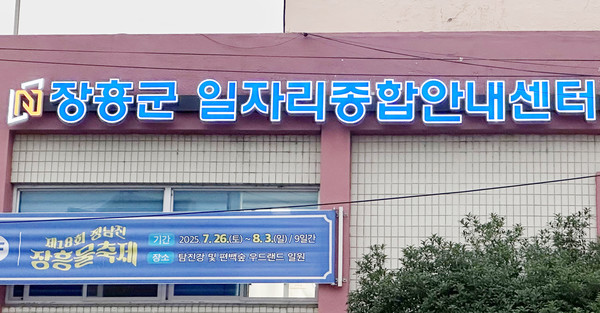 장흥군 일자리종합안내센터
제18회 정남진
장흥물축제
기간 2025. 7. 26.(토) ~ 8. 3.(일) / 9일간
장소 탐진강 및 편백숲 우드랜드 일원